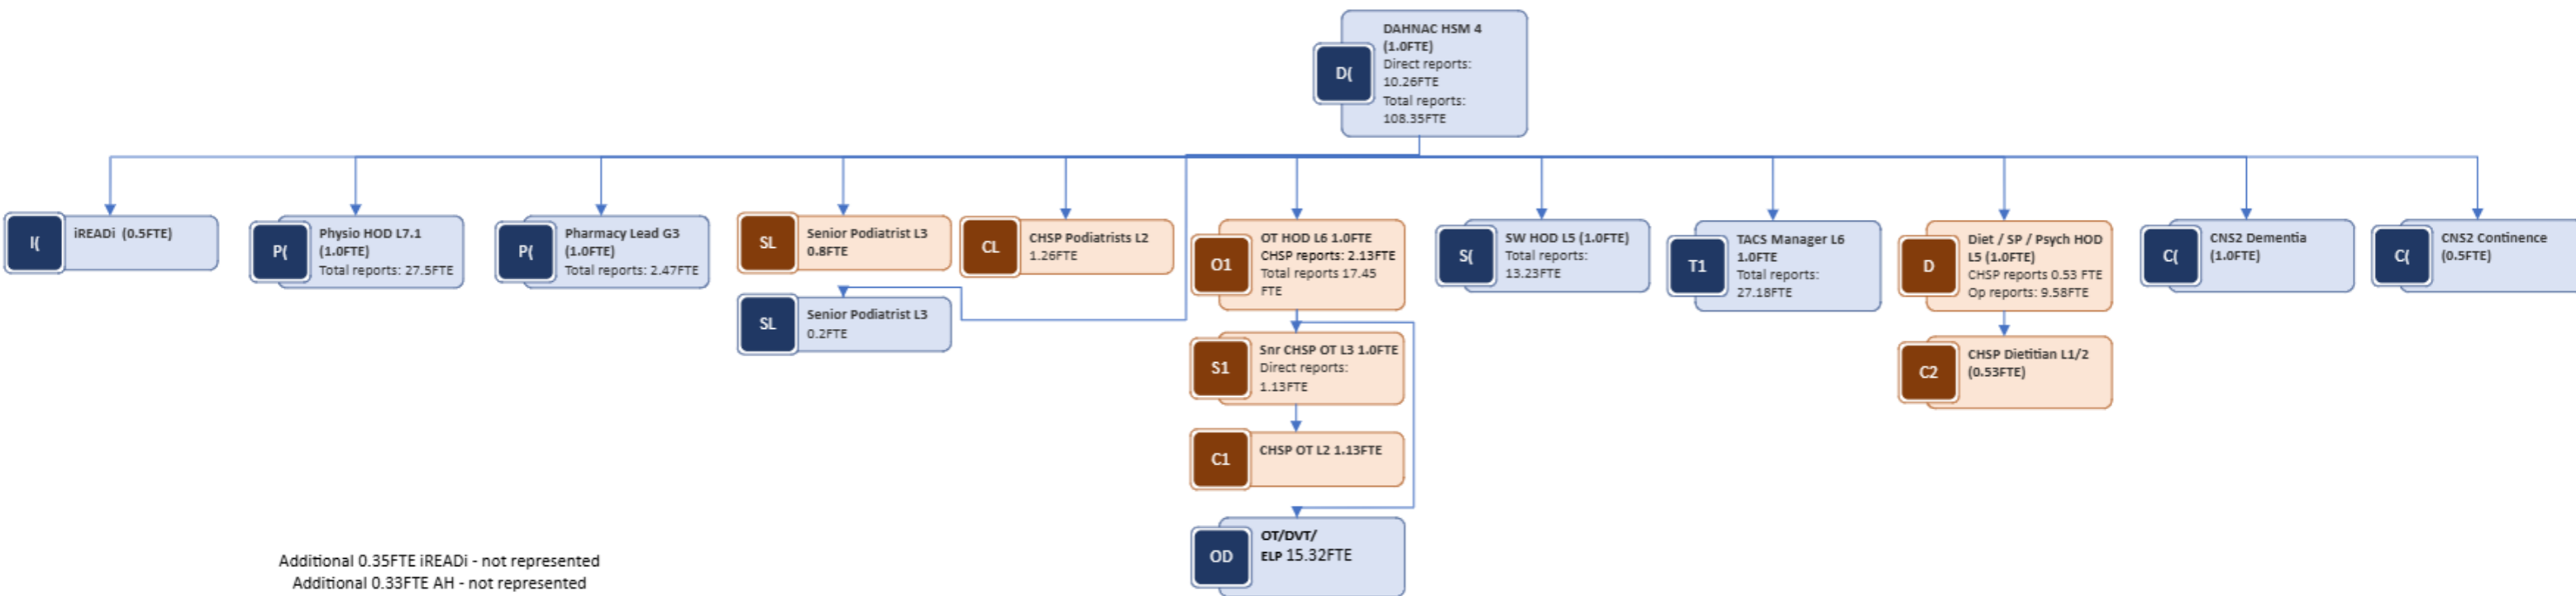 D(
DAHNAC HSM 4
(1.0FTE)
Direct reports:
10.26FTE
Total reports:
108.35FTE
I(
iREADi (0.5FTE)
P(
Physio HOD L7.1
(1.0FTE)
Total reports: 27.5FTE
P(
Pharmacy Lead G3
(1.0FTE)
Total reports: 2.47FTE
SL
Senior Podiatrist L3
0.8FTE
CL
CHSP Podiatrists L2
1.26FTE
O1
OT HOD L6 1.0FTE
CHSP reports: 2.13FTE
Total reports 17.45
FTE
S(
SW HOD L5 (1.0FTE)
Total reports:
13.23FTE
T1
TACS Manager L6
1.0FTE
Total reports:
27.18FTE
D
Diet / SP / Psych HOD
L5 (1.0FTE)
CHSP reports 0.53 FTE
Op reports: 9.58FTE
C(
CNS2 Dementia
(1.0FTE)
C(
CNS2 Continence
(0.5FTE)
SL
Senior Podiatrist L3
0.2FTE
S1
Snr CHSP OT L3 1.0FTE
Direct reports:
1.13FTE
C2
CHSP Dietitian L1/2
(0.53FTE)
C1
CHSP OT L2 1.13FTE
OD
OT/DVT/
ELP 15.32FTE
Additional 0.35FTE iREADi - not represented
Additional 0.33FTE AH - not represented